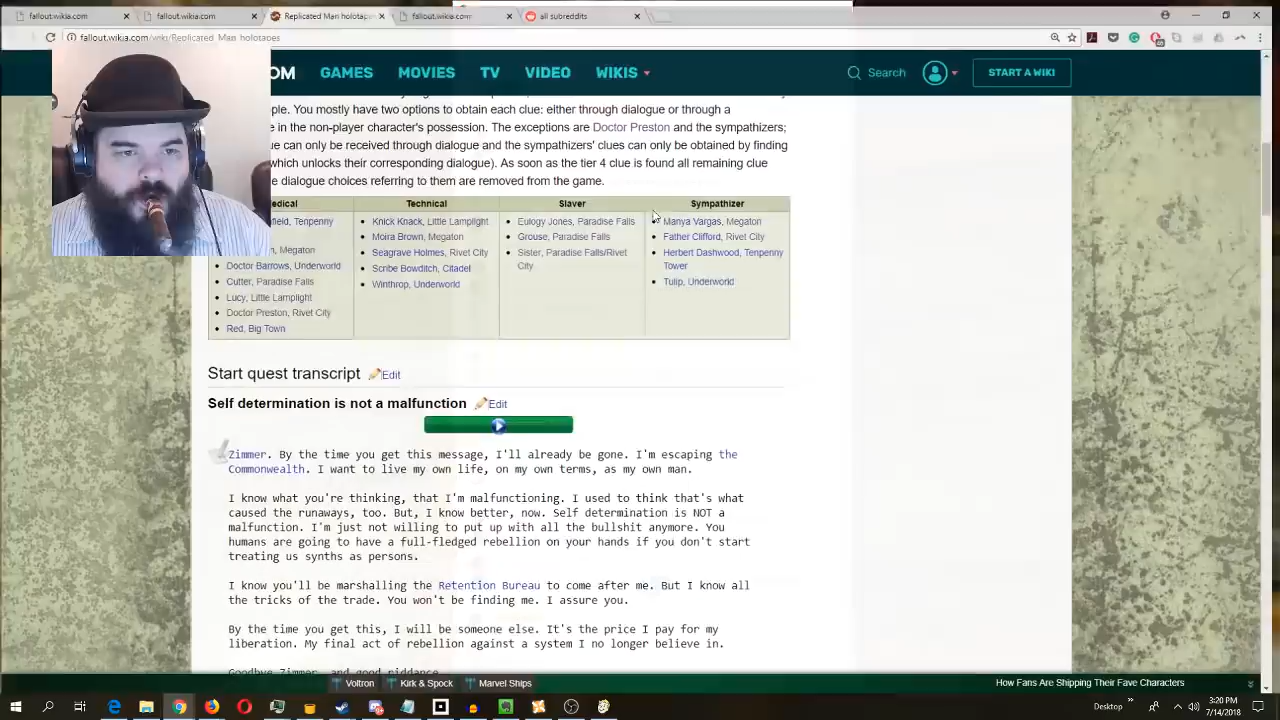 fallout.wikia.com
fallout.wikia.com
Replicated Man holotapes
fallout.wikia.com
all subreddits
fallout.wikia.com/wiki/Replicated_Man_holotapes
OM GAMES MOVIES TV VIDEO WIKIS Search START A WIKI
ple. You mostly have two options to obtain each clue: either through dialogue or through a
e in the non-player character's possession. The exceptions are Doctor Preston and the sympathizers;
ue can only be received through dialogue and the sympathizers' clues can only be obtained by finding
which unlocks their corresponding dialogue). As soon as the tier 4 clue is found all remaining clue
e dialogue choices referring to them are removed from the game.
edical
field, Tenpenny
n, Megaton
Doctor Barrows, Underworld
Cutter, Paradise Falls
Lucy, Little Lamplight
Doctor Preston, Rivet City
Red, Big Town
Technical
Knick Knack, Little Lamplight
Moira Brown, Megaton
Seagrave Holmes, Rivet City
Scribe Bowditch, Citadel
Winthrop, Underworld
Slaver
Eulogy Jones, Paradise Falls
Grouse, Paradise Falls
Sister, Paradise Falls/Rivet
City
Sympathizer
Manya Vargas, Megaton
Father Clifford, Rivet City
Herbert Dashwood, Tenpenny
Tower
Tulip, Underworld
Start quest transcript Edit
Self determination is not a malfunction Edit
Zimmer. By the time you get this message, I'll already be gone. I'm escaping the
Commonwealth. I want to live my own life, on my own terms, as my own man.
I know what you're thinking, that I'm malfunctioning. I used to think that's what
caused the runaways, too. But, I know better, now. Self determination is NOT a
malfunction. I'm just not willing to put up with all the bullshit anymore. You
humans are going to have a full-fledged rebellion on your hands if you don't start
treating us synths as persons.
I know you'll be marshalling the Retention Bureau to come after me. But I know all
the tricks of the trade. You won't be finding me. I assure you.
By the time you get this, I will be someone else. It's the price I pay for my
liberation. My final act of rebellion against a system I no longer believe in.
Goodbye Zimmer, and good riddance.
Voltron Kirk & Spock Marvel Ships How Fans Are Shipping Their Fave Characters
Desktop 3:20 PM
7/14/2018